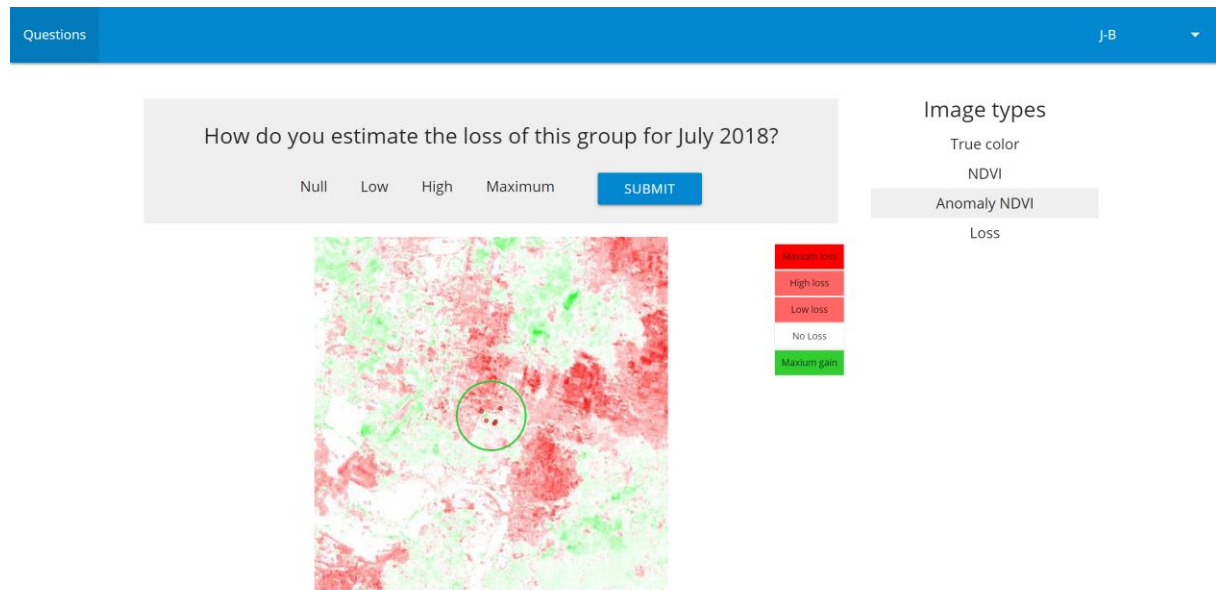 Questions
J-B
How do you estimate the loss of this group for July 2018?
Null Low High Maximum SUBMIT
Image types
True color
NDVI
Anomaly NDVI
Loss
Maxium loss
High loss
Low loss
No Loss
Maxium gain